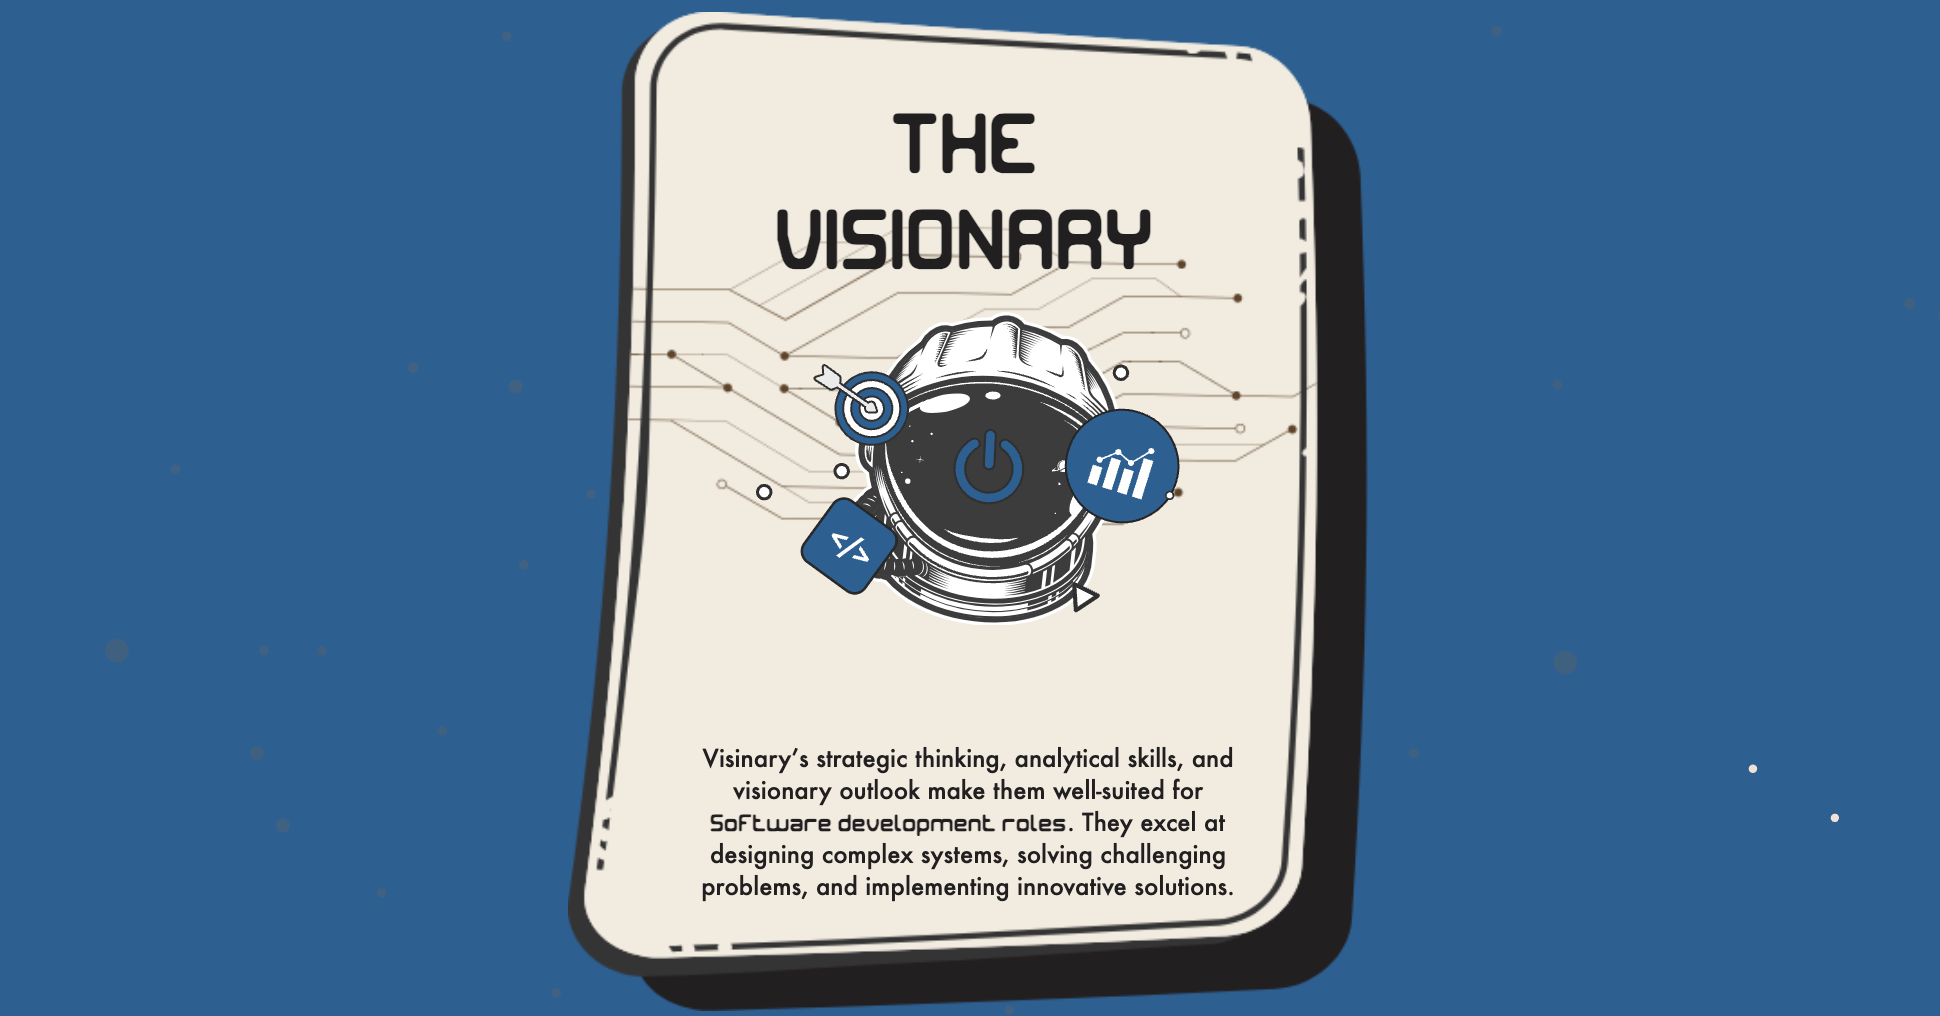 THE
VISIONARY
</>
Visinary's strategic thinking, analytical skills, and
visionary outlook make them well-suited for
Software development roles. They excel at
designing complex systems, solving challenging
problems, and implementing innovative solutions.